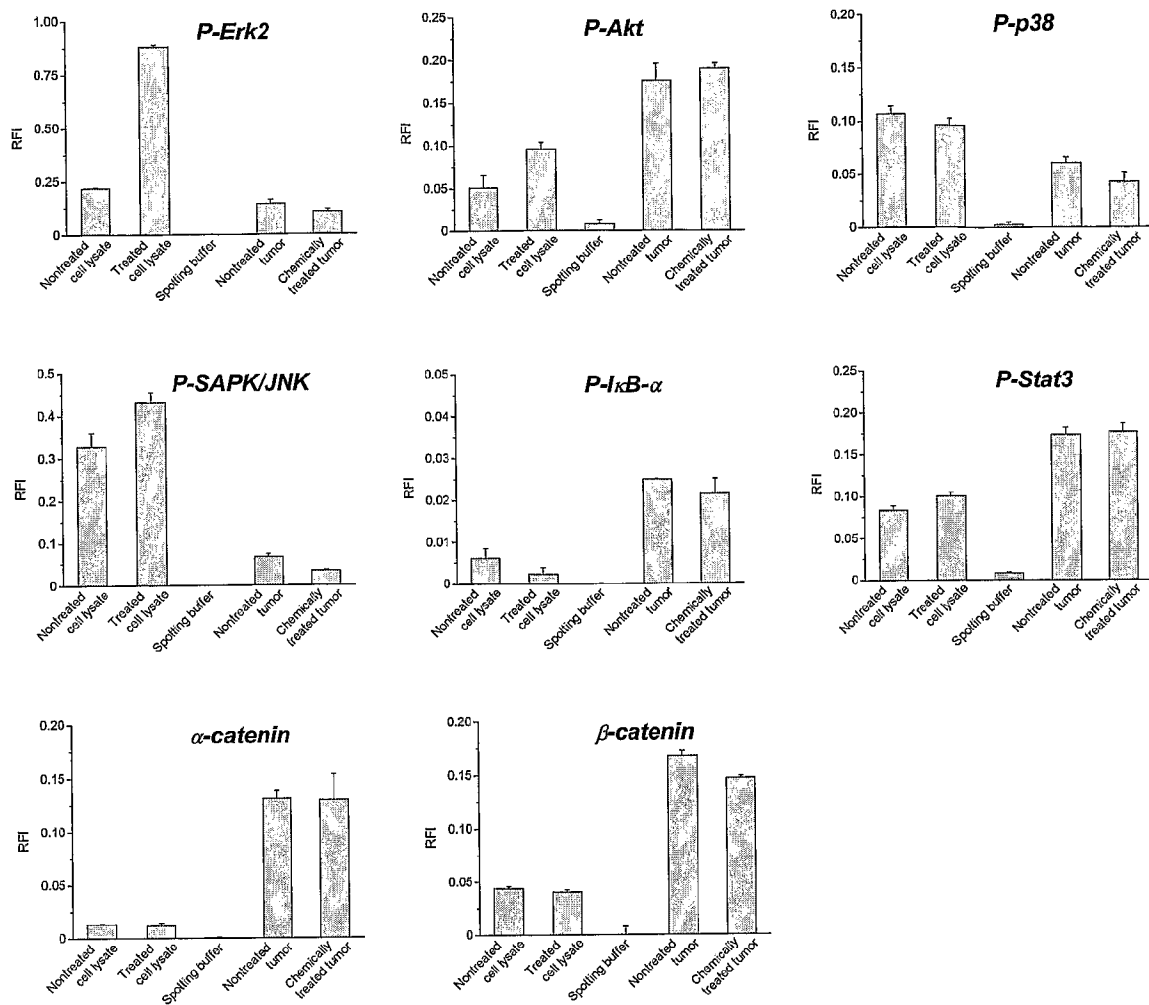 P-Erk2
1.00
0.75
0.50
0.25
0
RFI
Nontreated
cell lysate
Treated
cell lysate
Spotting buffer
Nontreated
tumor
Chemically
treated tumor
P-Akt
0.25
0.20
0.15
0.10
0.05
0
RFI
Nontreated
cell lysate
Treated
cell lysate
Spotting buffer
Nontreated
tumor
Chemically
treated tumor
P-p38
0.20
0.15
0.10
0.05
0
RFI
Nontreated
cell lysate
Treated
cell lysate
Spotting buffer
Nontreated
tumor
Chemically
treated tumor
P-SAPK/JNK
0.5
0.4
0.3
0.2
0.1
0
RFI
Nontreated
cell lysate
Treated
cell lysate
Spotting buffer
Nontreated
tumor
Chemically
treated tumor
P-IκB-α
0.05
0.04
0.03
0.02
0.01
0
RFI
Nontreated
cell lysate
Treated
cell lysate
Spotting buffer
Nontreated
tumor
Chemically
treated tumor
P-Stat3
0.25
0.20
0.15
0.10
0.05
0
RFI
Nontreated
cell lysate
Treated
cell lysate
Spotting buffer
Nontreated
tumor
Chemically
treated tumor
α-catenin
0.20
0.15
0.10
0.05
0
RFI
Nontreated
cell lysate
Treated
cell lysate
Spotting buffer
Nontreated
tumor
Chemically
treated tumor
β-catenin
0.20
0.15
0.10
0.05
0
RFI
Nontreated
cell lysate
Treated
cell lysate
Spotting buffer
Nontreated
tumor
Chemically
treated tumor